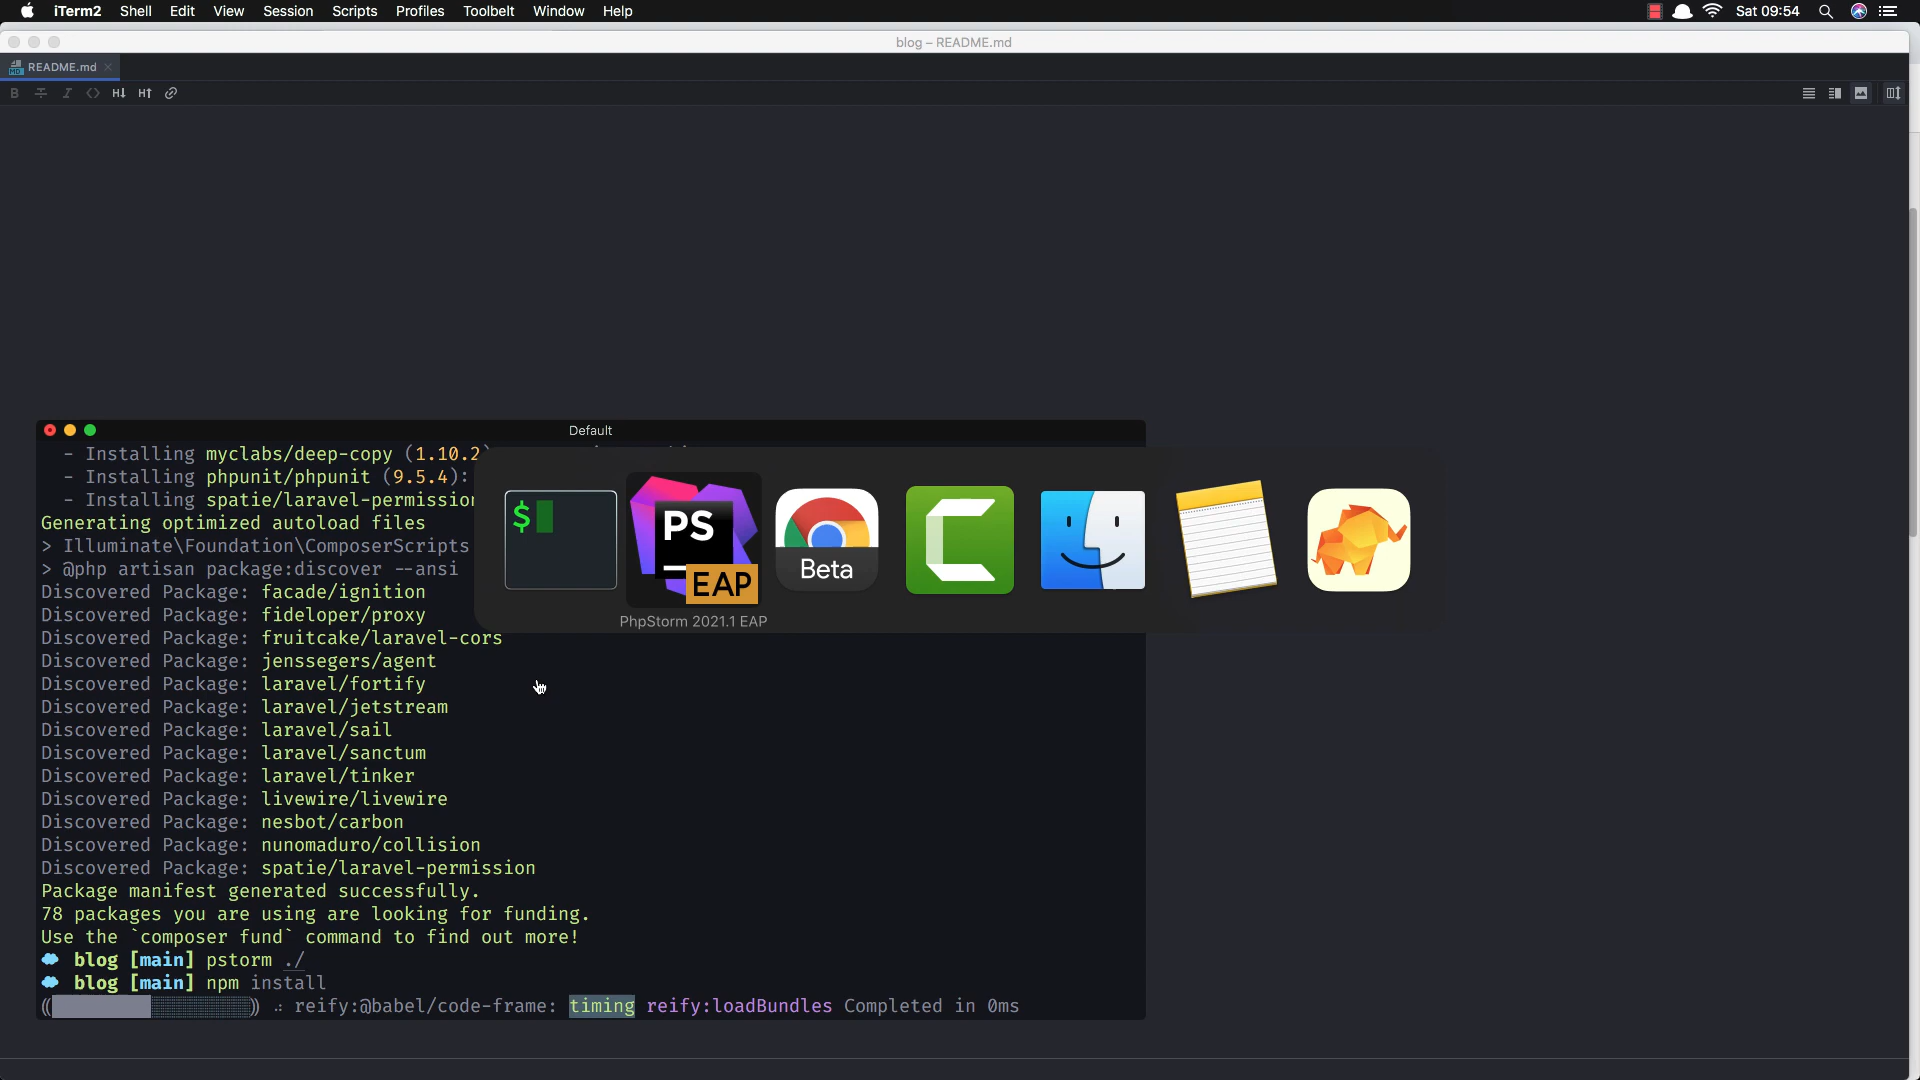 iTerm2 Shell Edit View Session Scripts Profiles Toolbelt Window Help Sat 09:54
blog – README.md
README.md
B I <> H↓ H↑
Default
- Installing myclabs/deep-copy (1.10.2)
- Installing phpunit/phpunit (9.5.4):
- Installing spatie/laravel-permission
Generating optimized autoload files
> Illuminate\Foundation\ComposerScripts
> @php artisan package:discover --ansi
Discovered Package: facade/ignition
Discovered Package: fideloper/proxy
Discovered Package: fruitcake/laravel-cors
Discovered Package: jenssegers/agent
Discovered Package: laravel/fortify
Discovered Package: laravel/jetstream
Discovered Package: laravel/sail
Discovered Package: laravel/sanctum
Discovered Package: laravel/tinker
Discovered Package: livewire/livewire
Discovered Package: nesbot/carbon
Discovered Package: nunomaduro/collision
Discovered Package: spatie/laravel-permission
Package manifest generated successfully.
78 packages you are using are looking for funding.
Use the `composer fund` command to find out more!
blog [main] pstorm ./
blog [main] npm install
reify:@babel/code-frame: timing reify:loadBundles Completed in 0ms
$
PS
EAP
Beta
PhpStorm 2021.1 EAP